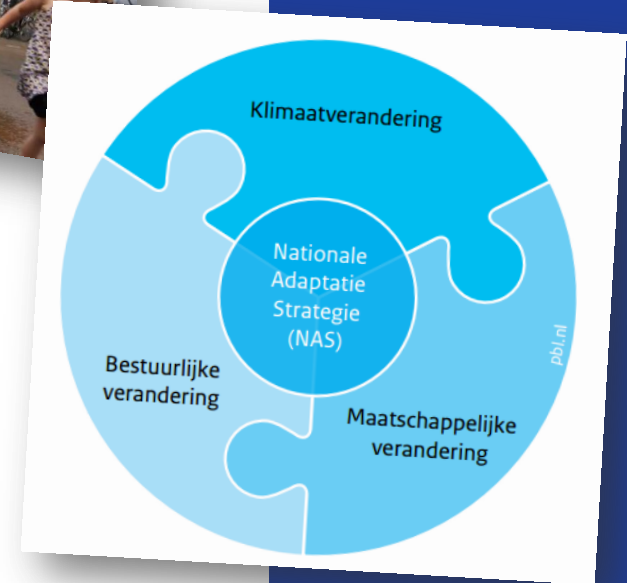 Klimaatverandering
Nationale
Adaptatie
Strategie
(NAS)
Bestuurlijke
verandering
Maatschappelijke
verandering
pbl.nl